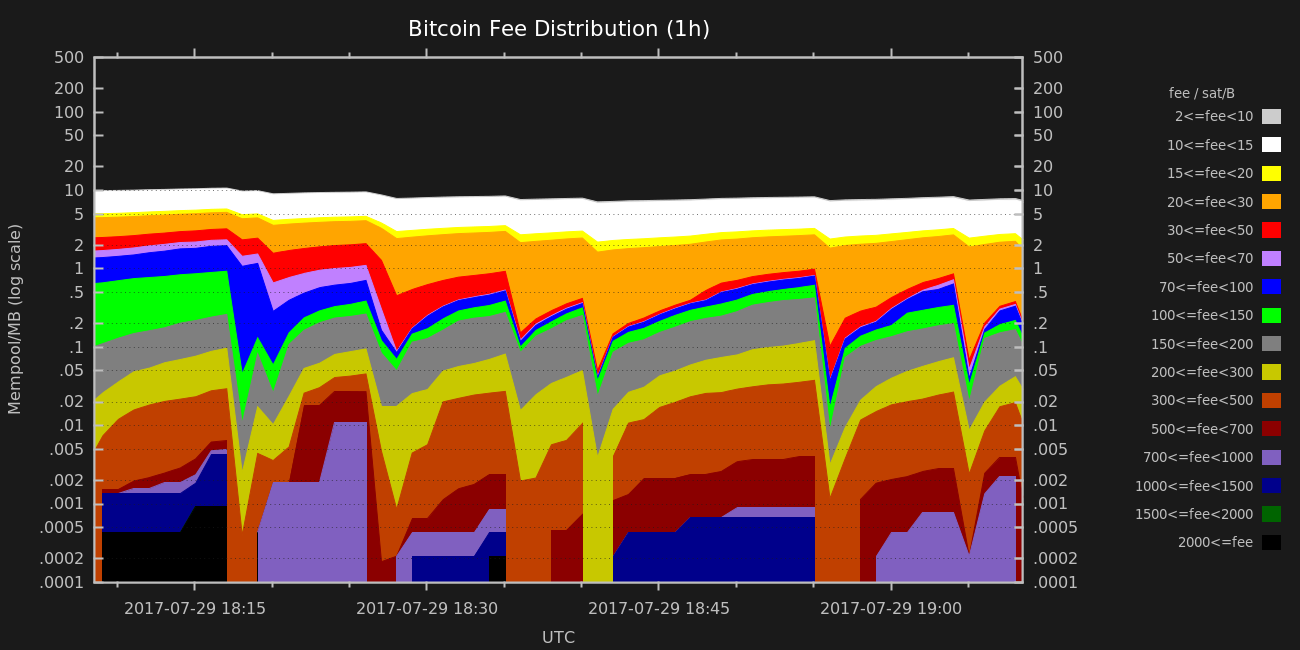 Bitcoin Fee Distribution (1h)
Mempool/MB (log scale)
500
200
100
50
20
10
5
2
1
.5
.2
.1
.05
.02
.01
.005
.002
.001
.0005
.0002
.0001
500
200
100
50
20
10
5
2
1
.5
.2
.1
.05
.02
.01
.005
.002
.001
.0005
.0002
.0001
fee / sat/B
2<=fee<10
10<=fee<15
15<=fee<20
20<=fee<30
30<=fee<50
50<=fee<70
70<=fee<100
100<=fee<150
150<=fee<200
200<=fee<300
300<=fee<500
500<=fee<700
700<=fee<1000
1000<=fee<1500
1500<=fee<2000
2000<=fee
2017-07-29 18:15
2017-07-29 18:30
2017-07-29 18:45
2017-07-29 19:00
UTC